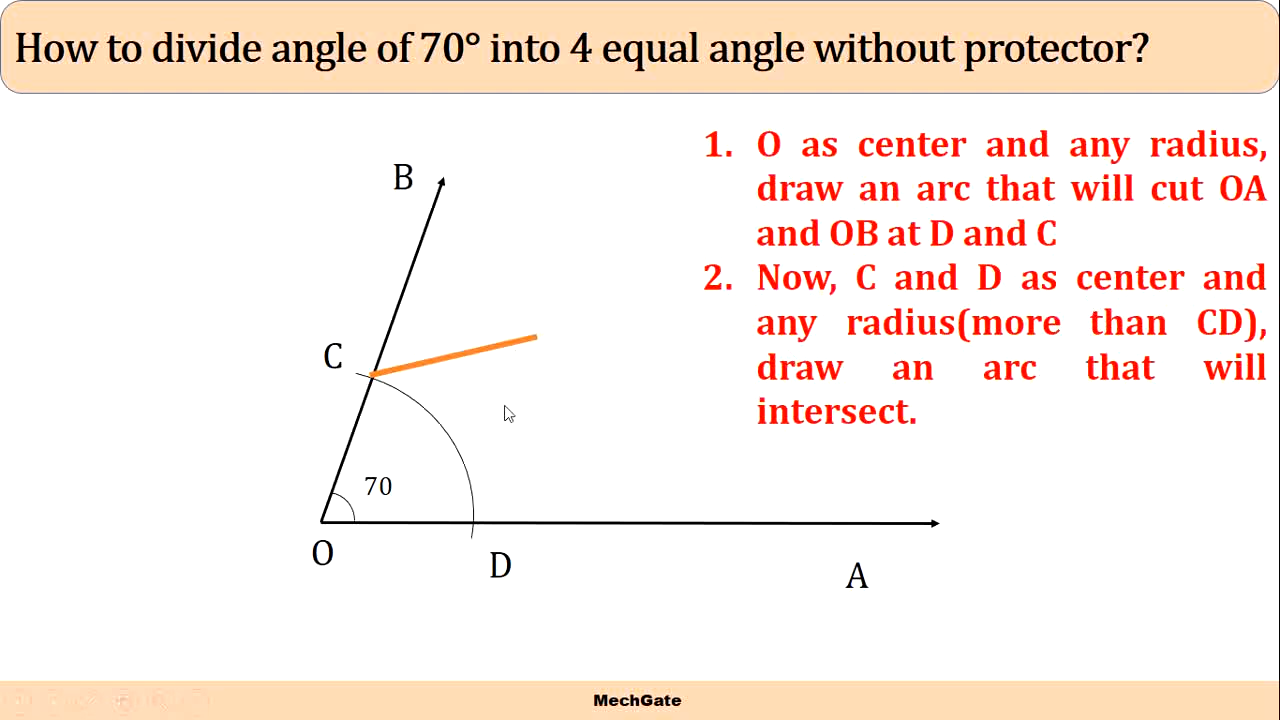 How to divide angle of 70° into 4 equal angle without protector?
1. O as center and any radius,
draw an arc that will cut OA
and OB at D and C
2. Now, C and D as center and
any radius(more than CD),
draw an arc that will
intersect.
B
C
70
O
D
A
MechGate